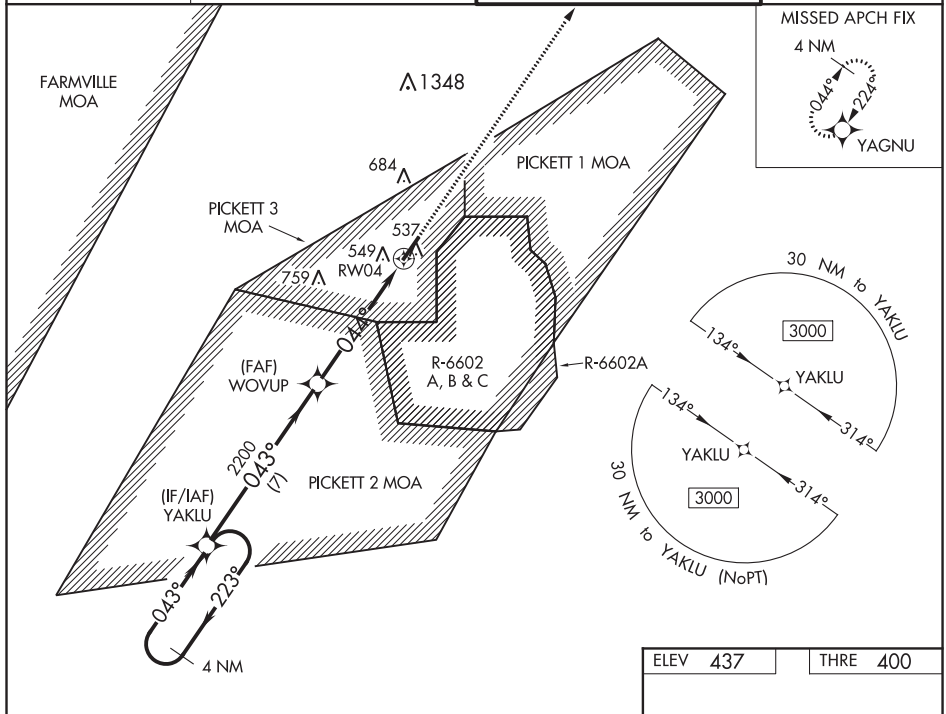 MISSED APCH FIX
4 NM
044°
224°
YAGNU
FARMVILLE
MOA
1348
684
PICKETT 1 MOA
PICKETT 3
MOA
537
549
RW04
759
044°
R-6602
A, B & C
R-6602A
(FAF)
WOVUP
2200
043°
(7)
PICKETT 2 MOA
(IF/IAF)
YAKLU
043°
223°
4 NM
30 NM to YAKLU
134°
3000
YAKLU
314°
134°
YAKLU
314°
3000
30 NM to YAKLU (NoPT)
ELEV 437
THRE 400